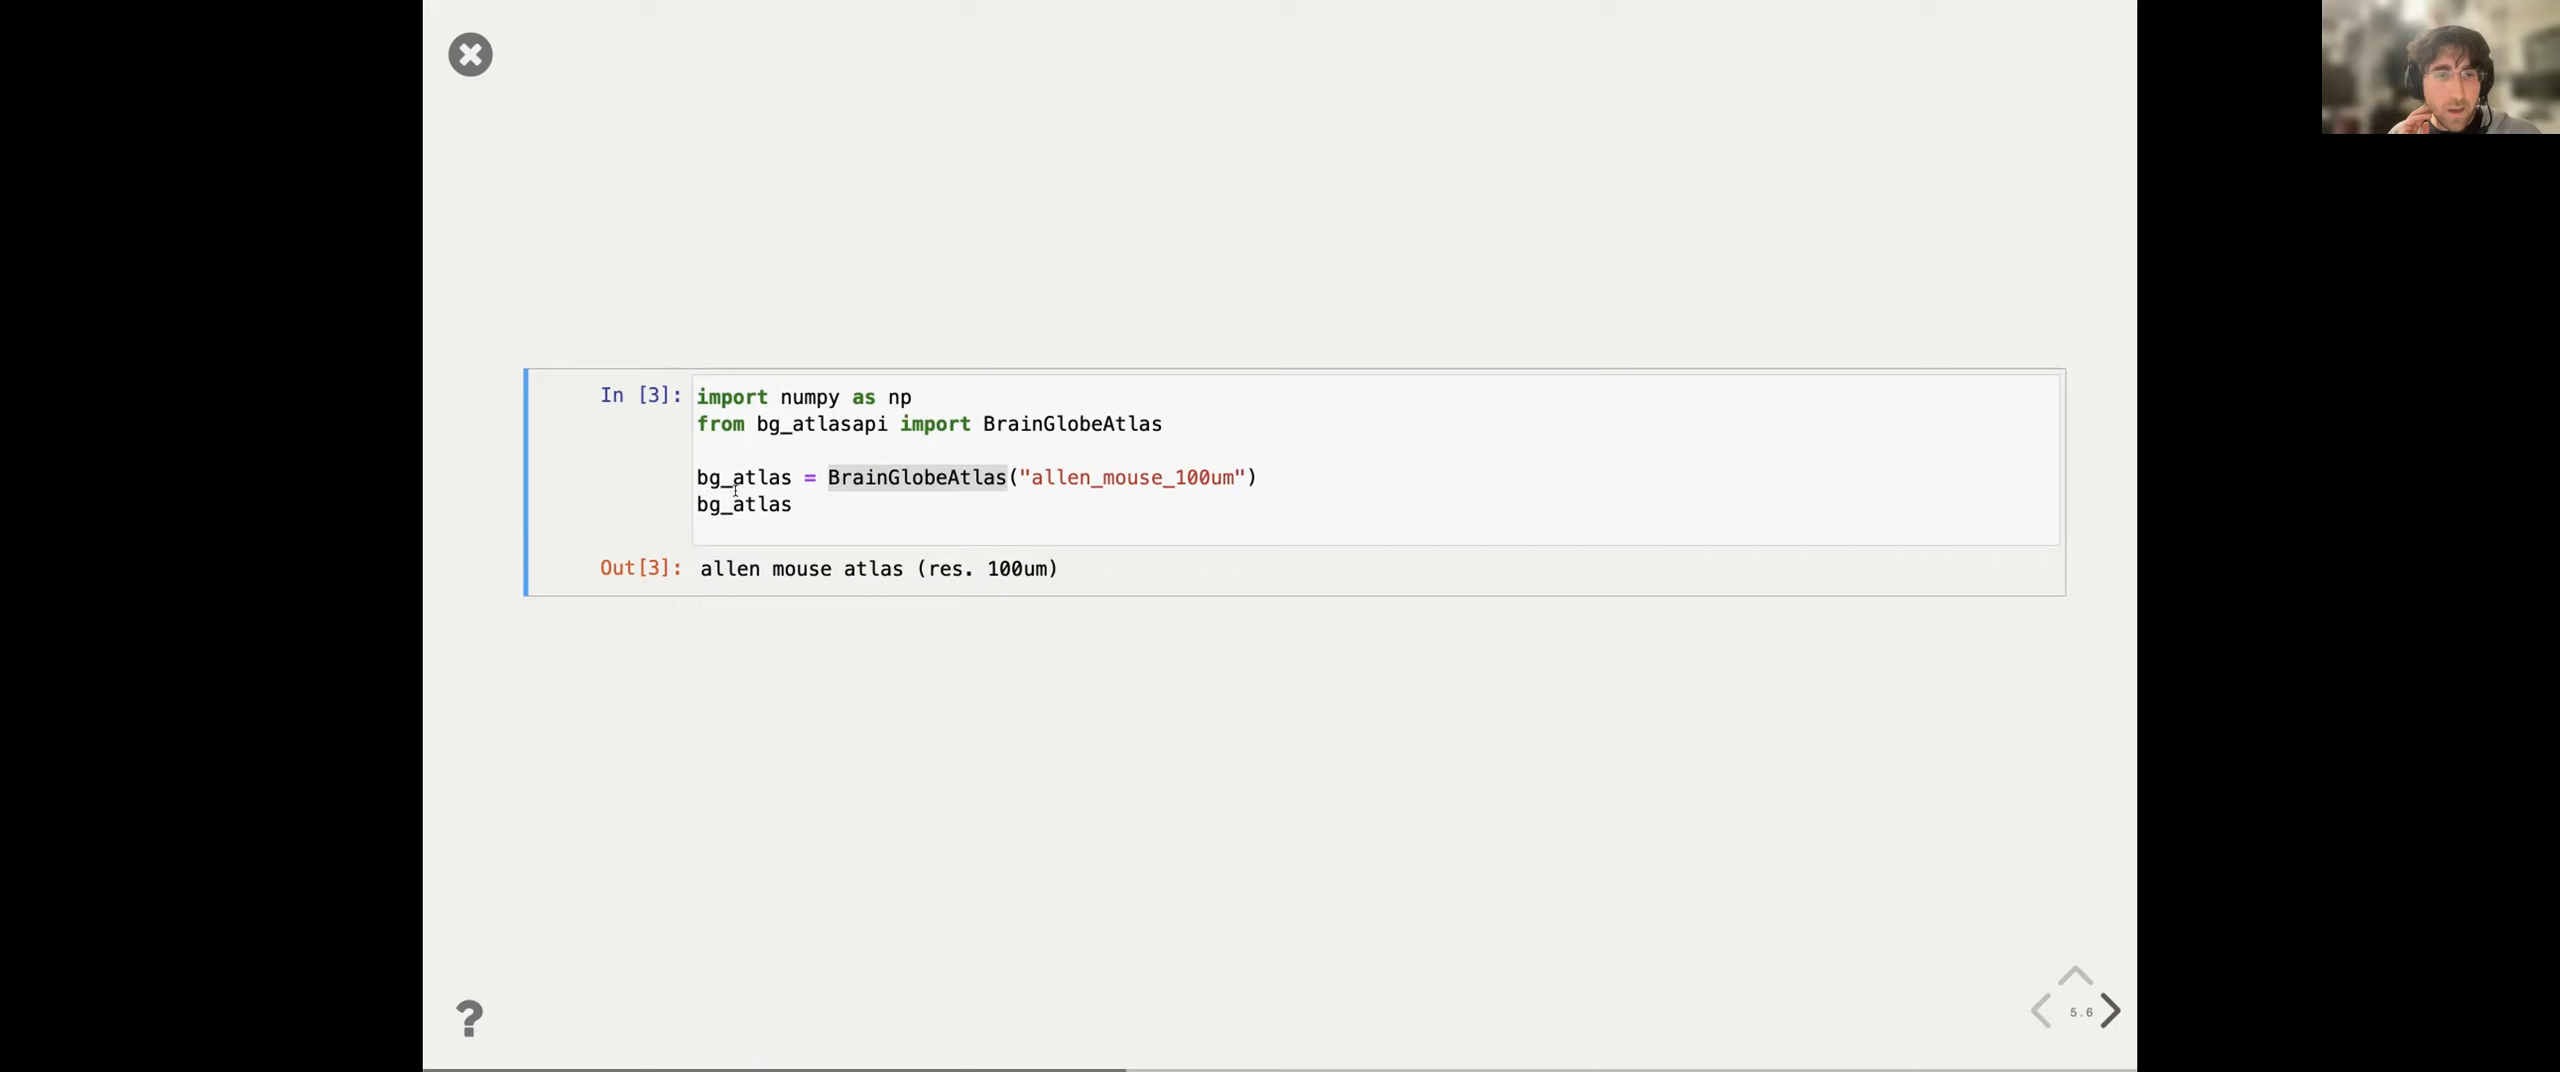 In [3]:
import numpy as np
from bg_atlasapi import BrainGlobeAtlas
bg_atlas = BrainGlobeAtlas("allen_mouse_100um")
bg_atlas
Out[3]: allen mouse atlas (res. 100um)
?
5.6